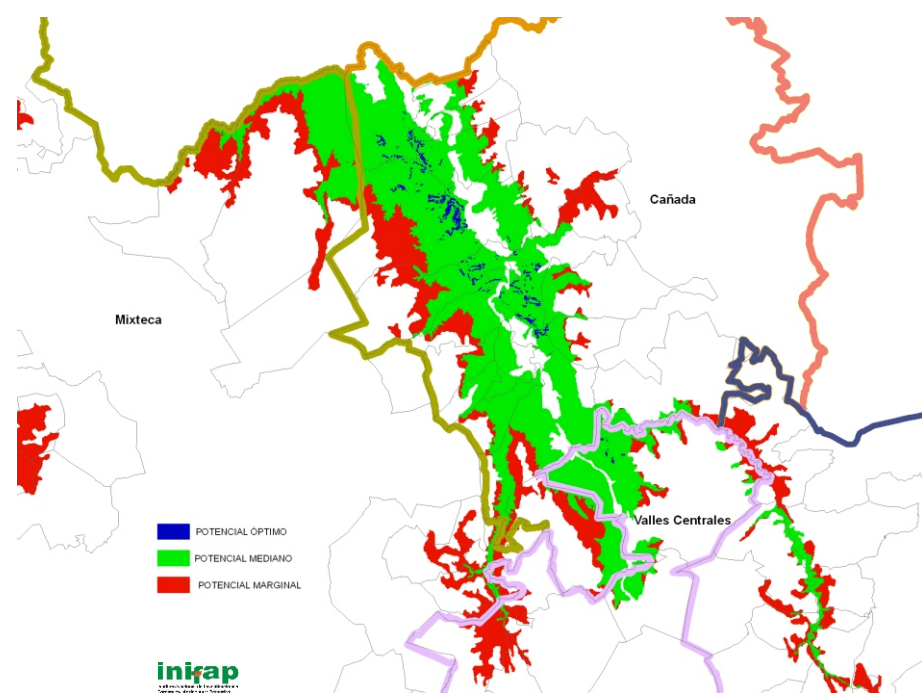 Cañada
Mixteca
Valles Centrales
POTENCIAL ÓPTIMO
POTENCIAL MEDIANO
POTENCIAL MARGINAL
inifap